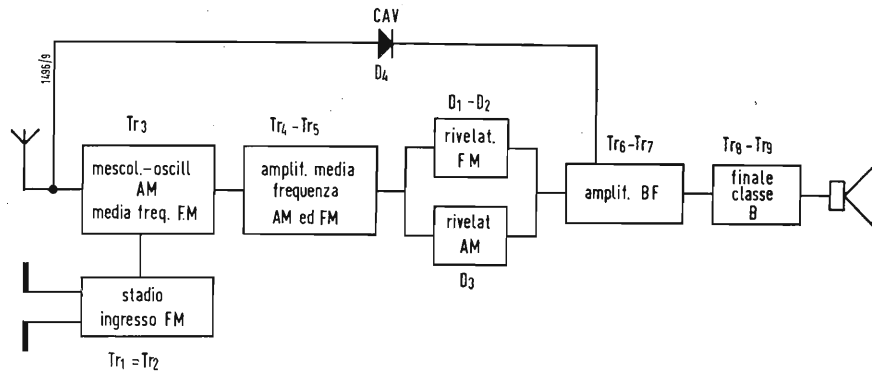 CAV
1496/9
D4
D1 - D2
Tr3
Tr4 - Tr5
rivelat.
FM
Tr6 - Tr7
Tr8 - Tr9
mescol.-oscill
AM
media freq. F.M
amplif. media
frequenza
AM ed FM
amplif. BF
finale
classe
B
rivelat
AM
D3
stadio
ingresso FM
Tr1 = Tr2